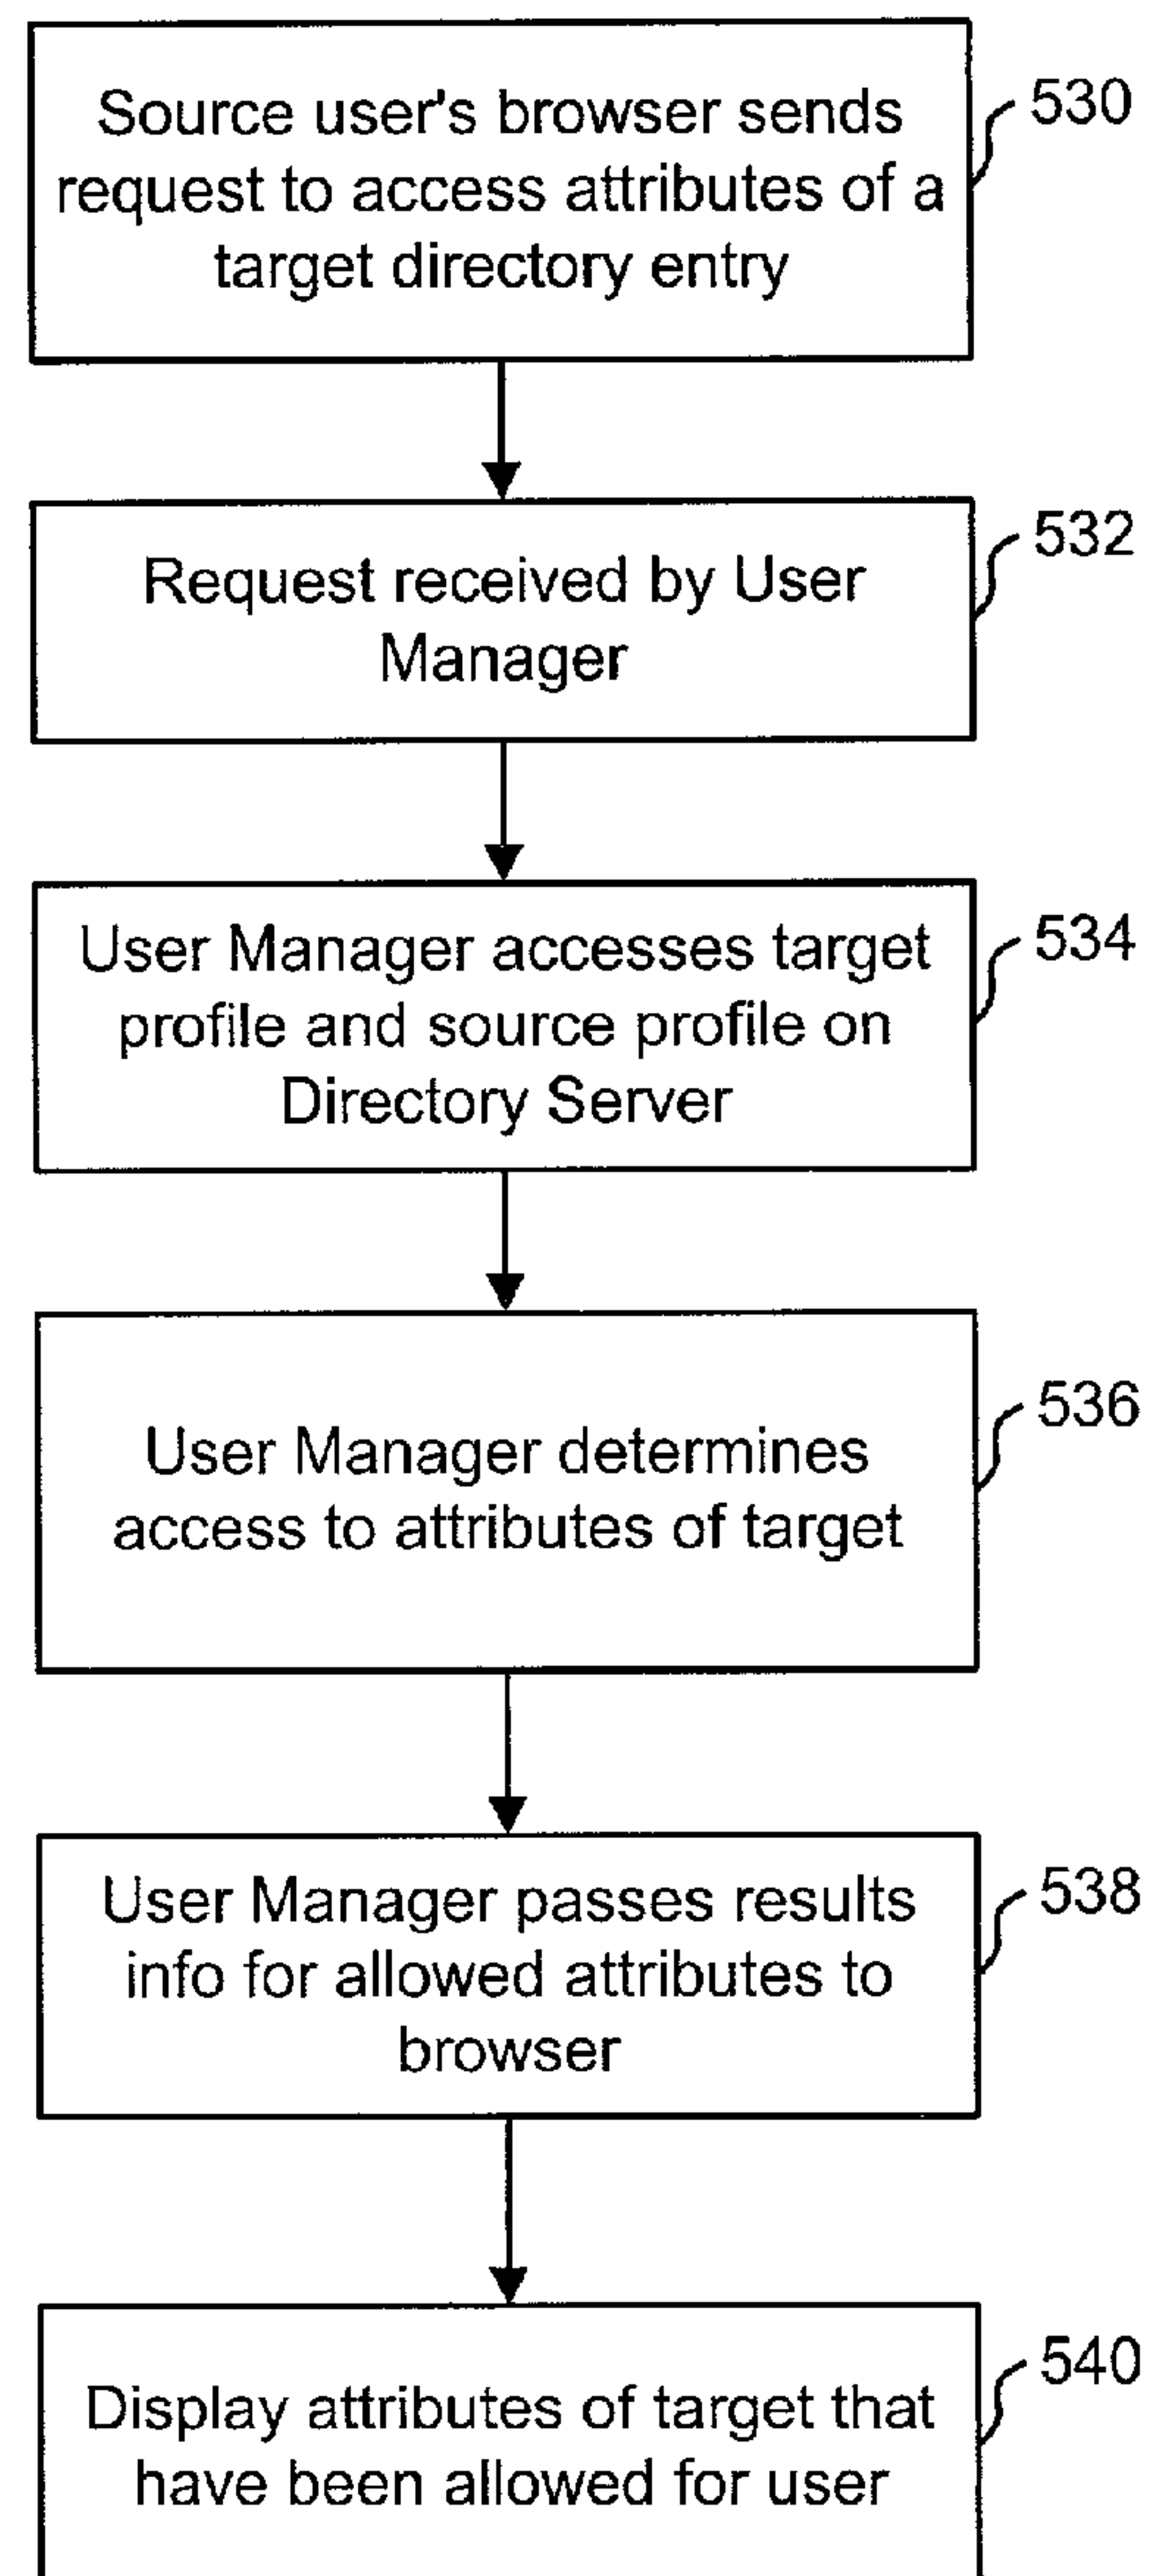 Source user's browser sends
request to access attributes of a
target directory entry
530
Request received by User
Manager
532
User Manager accesses target
profile and source profile on
Directory Server
534
User Manager determines
access to attributes of target
536
User Manager passes results
info for allowed attributes to
browser
538
Display attributes of target that
have been allowed for user
540